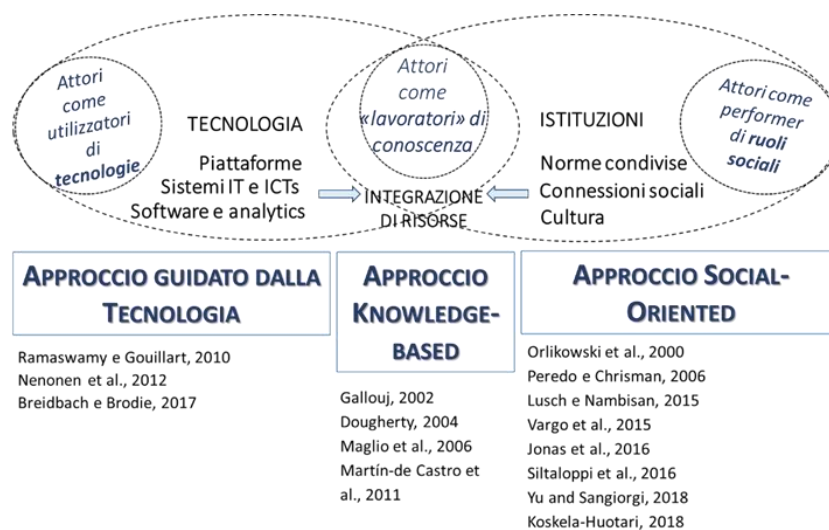 Attori
come
utilizzatori
di
tecnologie
TECNOLOGIA
Piattaforme
Sistemi IT e ICTs
Software e analytics
Attori
come
«lavoratori» di
conoscenza
INTEGRAZIONE
DI RISORSE
ISTITUZIONI
Norme condivise
Connessioni sociali
Cultura
Attori come
performer
di ruoli
sociali
APPROCCIO GUIDATO DALLA
TECNOLOGIA
Ramaswamy e Gouillart, 2010
Nenonen et al., 2012
Breidbach e Brodie, 2017
APPROCCIO
KNOWLEDGE-
BASED
Gallouj, 2002
Dougherty, 2004
Maglio et al., 2006
Martín-de Castro et
al., 2011
APPROCCIO SOCIAL-
ORIENTED
Orlikowski et al., 2000
Peredo e Chrisman, 2006
Lusch e Nambisan, 2015
Vargo et al., 2015
Jonas et al., 2016
Siltaloppi et al., 2016
Yu and Sangiorgi, 2018
Koskela-Huotari, 2018